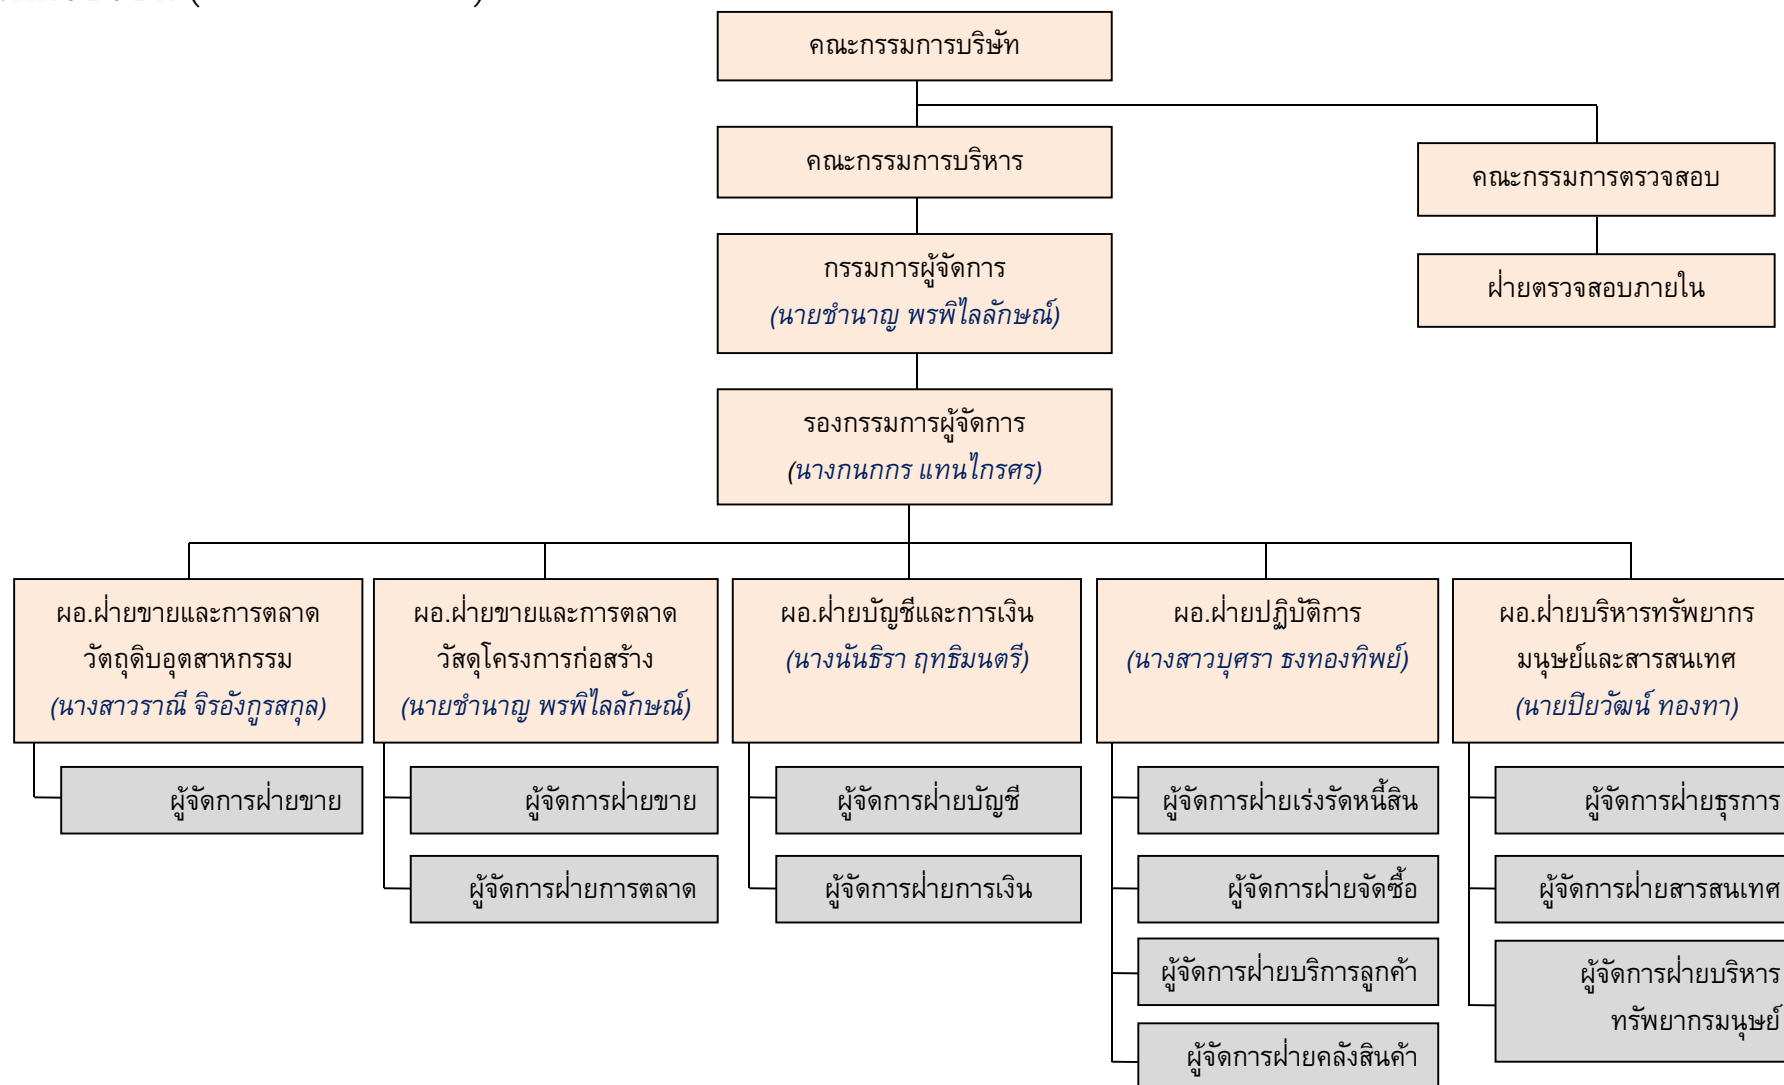 คณะกรรมการบริษัท
คณะกรรมการบริหาร
คณะกรรมการตรวจสอบ
กรรมการผู้จัดการ
(นายชำนาญ พรพิไลลักษณ์)
ฝ่ายตรวจสอบภายใน
รองกรรมการผู้จัดการ
(นางกนกกร แทนไกรศร)
ผอ.ฝ่ายขายและการตลาด
วัตถุดิบอุตสาหกรรม
(นางสาวราณี จิรอังกูรสกุล)
ผอ.ฝ่ายขายและการตลาด
วัสดุโครงการก่อสร้าง
(นายชำนาญ พรพิไลลักษณ์)
ผอ.ฝ่ายบัญชีและการเงิน
(นางนันธิรา ฤทธิมนตรี)
ผอ.ฝ่ายปฏิบัติการ
(นางสาวบุศรา ธงทองทิพย์)
ผอ.ฝ่ายบริหารทรัพยากร
มนุษย์และสารสนเทศ
(นายปิยวัฒน์ ทองทา)
ผู้จัดการฝ่ายขาย
ผู้จัดการฝ่ายขาย
ผู้จัดการฝ่ายการตลาด
ผู้จัดการฝ่ายบัญชี
ผู้จัดการฝ่ายการเงิน
ผู้จัดการฝ่ายเร่งรัดหนี้สิน
ผู้จัดการฝ่ายจัดซื้อ
ผู้จัดการฝ่ายบริการลูกค้า
ผู้จัดการฝ่ายคลังสินค้า
ผู้จัดการฝ่ายธุรการ
ผู้จัดการฝ่ายสารสนเทศ
ผู้จัดการฝ่ายบริหาร
ทรัพยากรมนุษย์